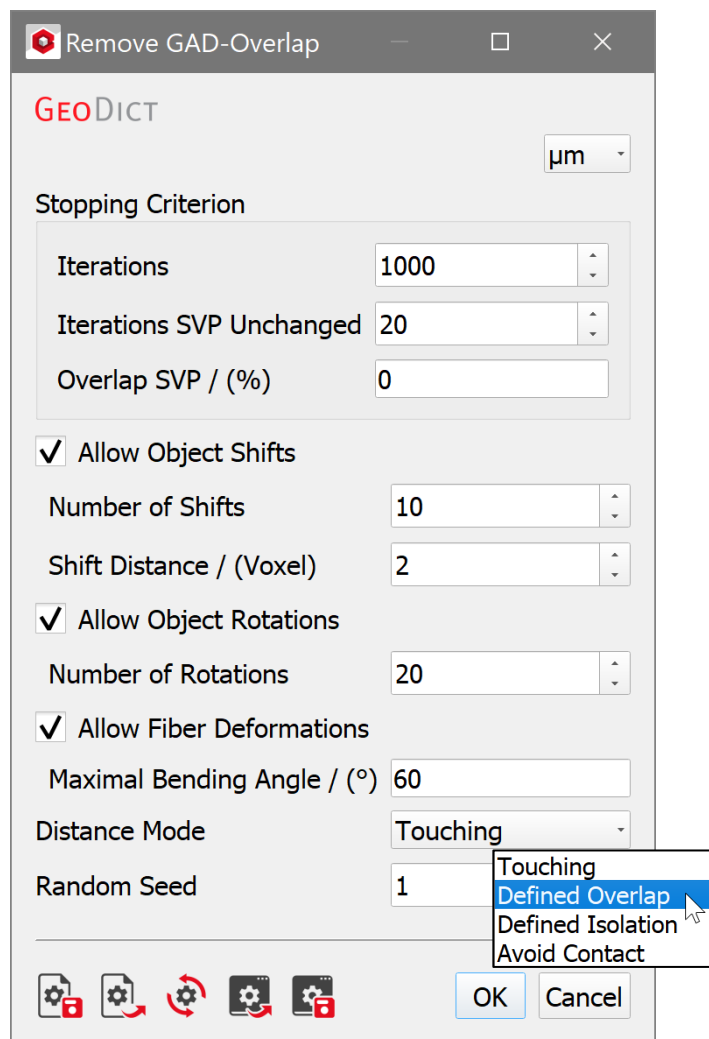 Remove GAD-Overlap
GEODICT
µm
Stopping Criterion
Iterations 1000
Iterations SVP Unchanged 20
Overlap SVP / (%) 0
Allow Object Shifts
Number of Shifts 10
Shift Distance / (Voxel) 2
Allow Object Rotations
Number of Rotations 20
Allow Fiber Deformations
Maximal Bending Angle / (°) 60
Distance Mode Touching
Touching
Random Seed 1
Defined Overlap
Defined Isolation
Avoid Contact
OK Cancel